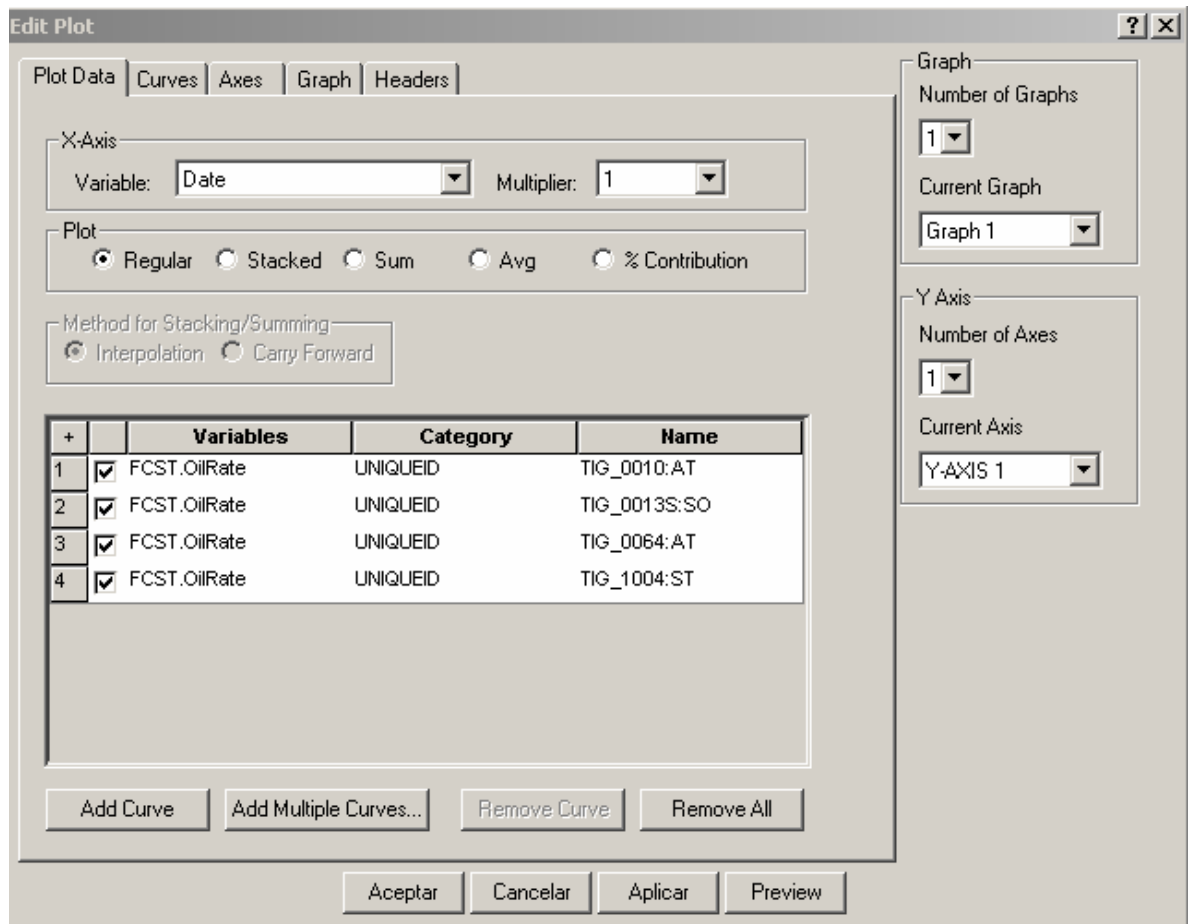 Edit Plot
Plot Data Curves Axes Graph Headers
X-Axis
Variable: Date Multiplier: 1
Plot
Regular Stacked Sum Avg % Contribution
Method for Stacking/Summing
Interpolation Carry Forward
+ Variables Category Name
1 FCST.OilRate UNIQUEID TIG_0010:AT
2 FCST.OilRate UNIQUEID TIG_0013S:SO
3 FCST.OilRate UNIQUEID TIG_0064:AT
4 FCST.OilRate UNIQUEID TIG_1004:ST
Add Curve Add Multiple Curves... Remove Curve Remove All
Graph
Number of Graphs
1
Current Graph
Graph 1
Y Axis
Number of Axes
1
Current Axis
Y-AXIS 1
Aceptar Cancelar Aplicar Preview